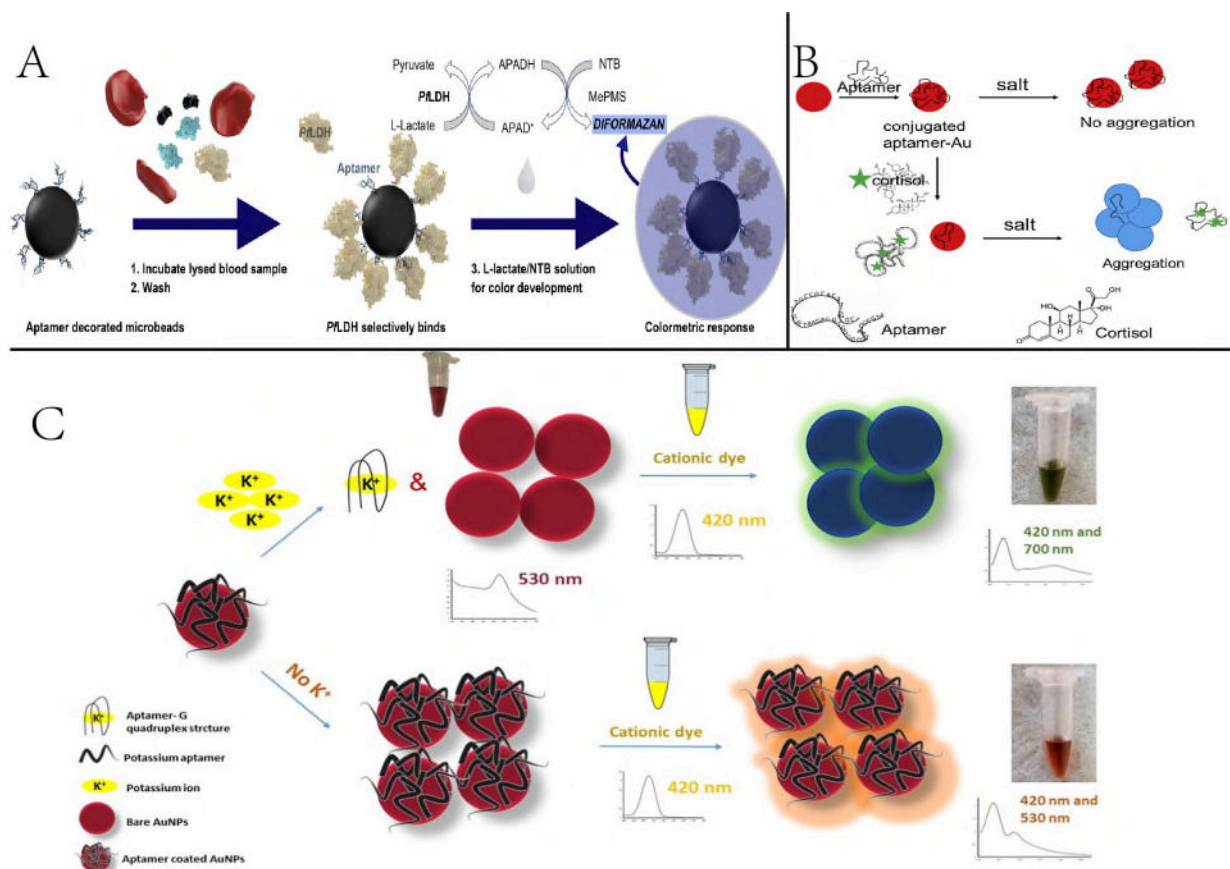 A
Pyruvate
APADH
NTB
PfLDH
MePMS
L-Lactate
APAD⁺
DIFORMAZAN
PfLDH
Aptamer
1. Incubate lysed blood sample
2. Wash
3. L-lactate/NTB solution
for color development
Aptamer decorated microbeads
PfLDH selectively binds
Colormetric response
B
Aptamer
salt
conjugated
aptamer-Au
No aggregation
cortisol
salt
Aggregation
Aptamer
OH
HO
OH
O
H
H
H
O
Cortisol
C
K⁺
K⁺
K⁺
K⁺
K⁺
&
Cationic dye
420 nm
530 nm
420 nm and
700 nm
No K⁺
Cationic dye
420 nm
420 nm and
530 nm
K⁺
Aptamer- G
quadruplex strcture
Potassium aptamer
K⁺
Potassium ion
Bare AuNPs
Aptamer coated AuNPs